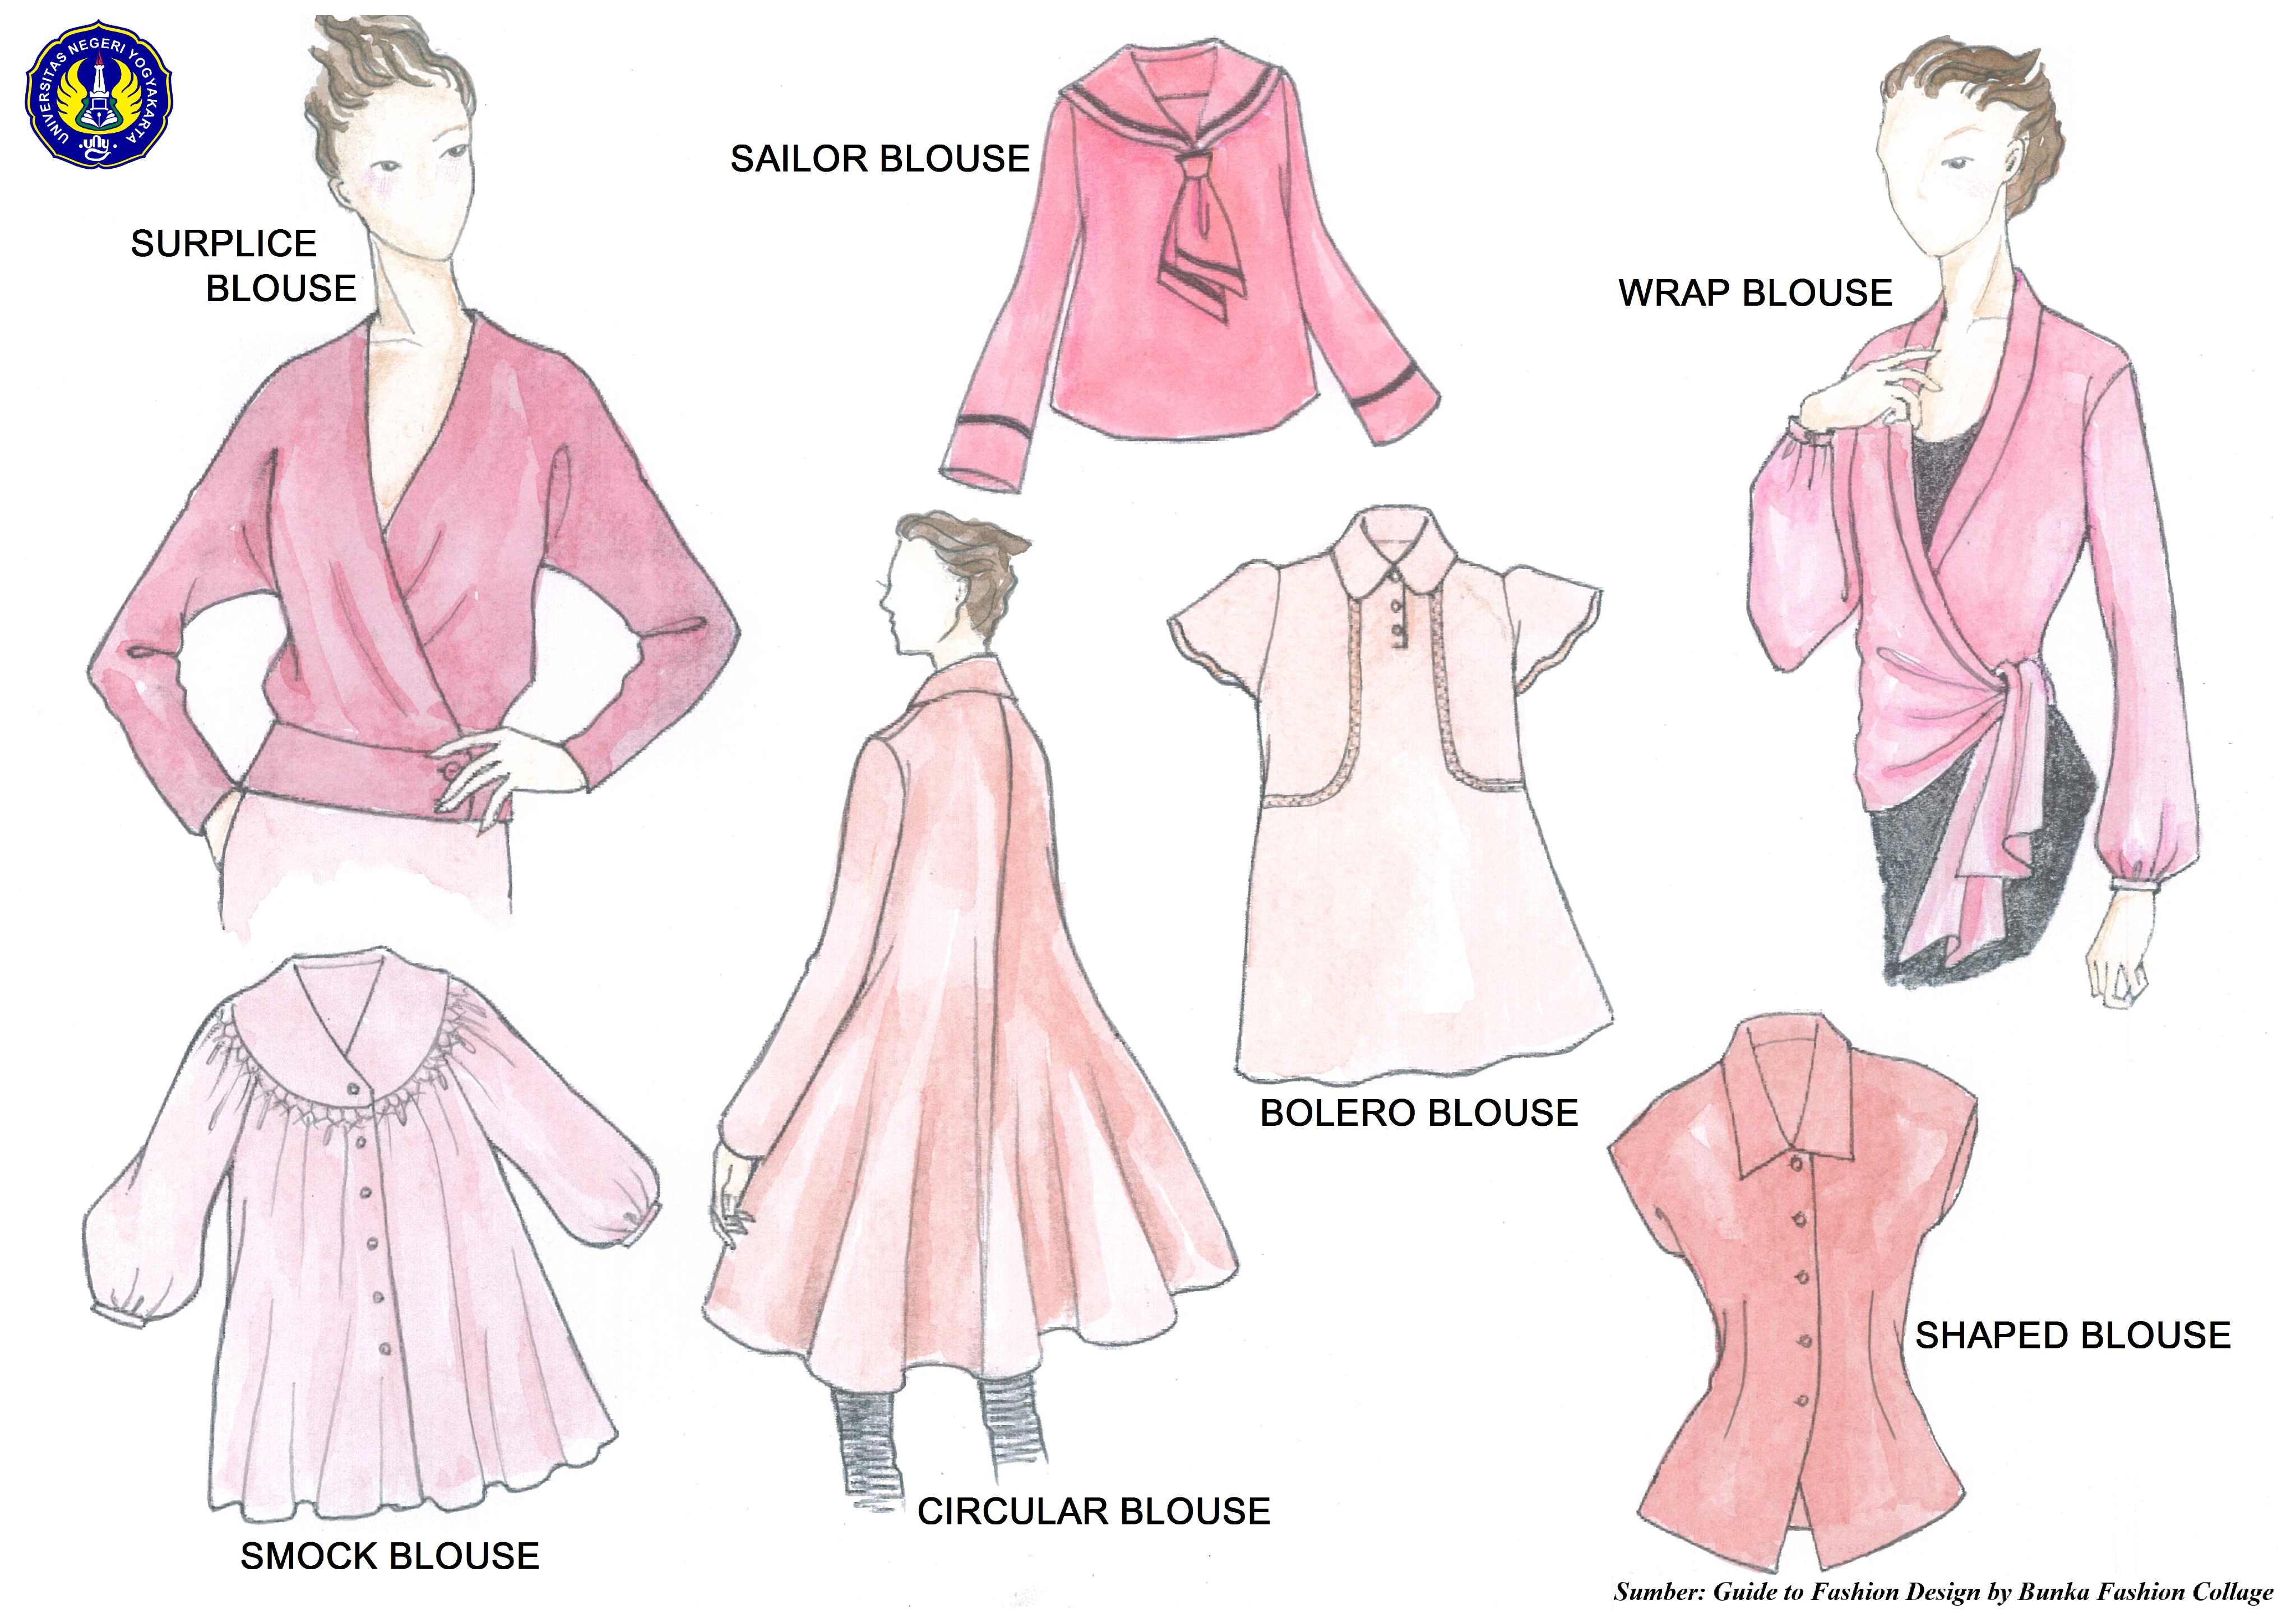 UNIVERSITAS NEGERI YOGYAKARTA
uny
SAILOR BLOUSE
SURPLICE
BLOUSE
WRAP BLOUSE
BOLERO BLOUSE
SHAPED BLOUSE
CIRCULAR BLOUSE
SMOCK BLOUSE
Sumber: Guide to Fashion Design by Bunka Fashion Collage